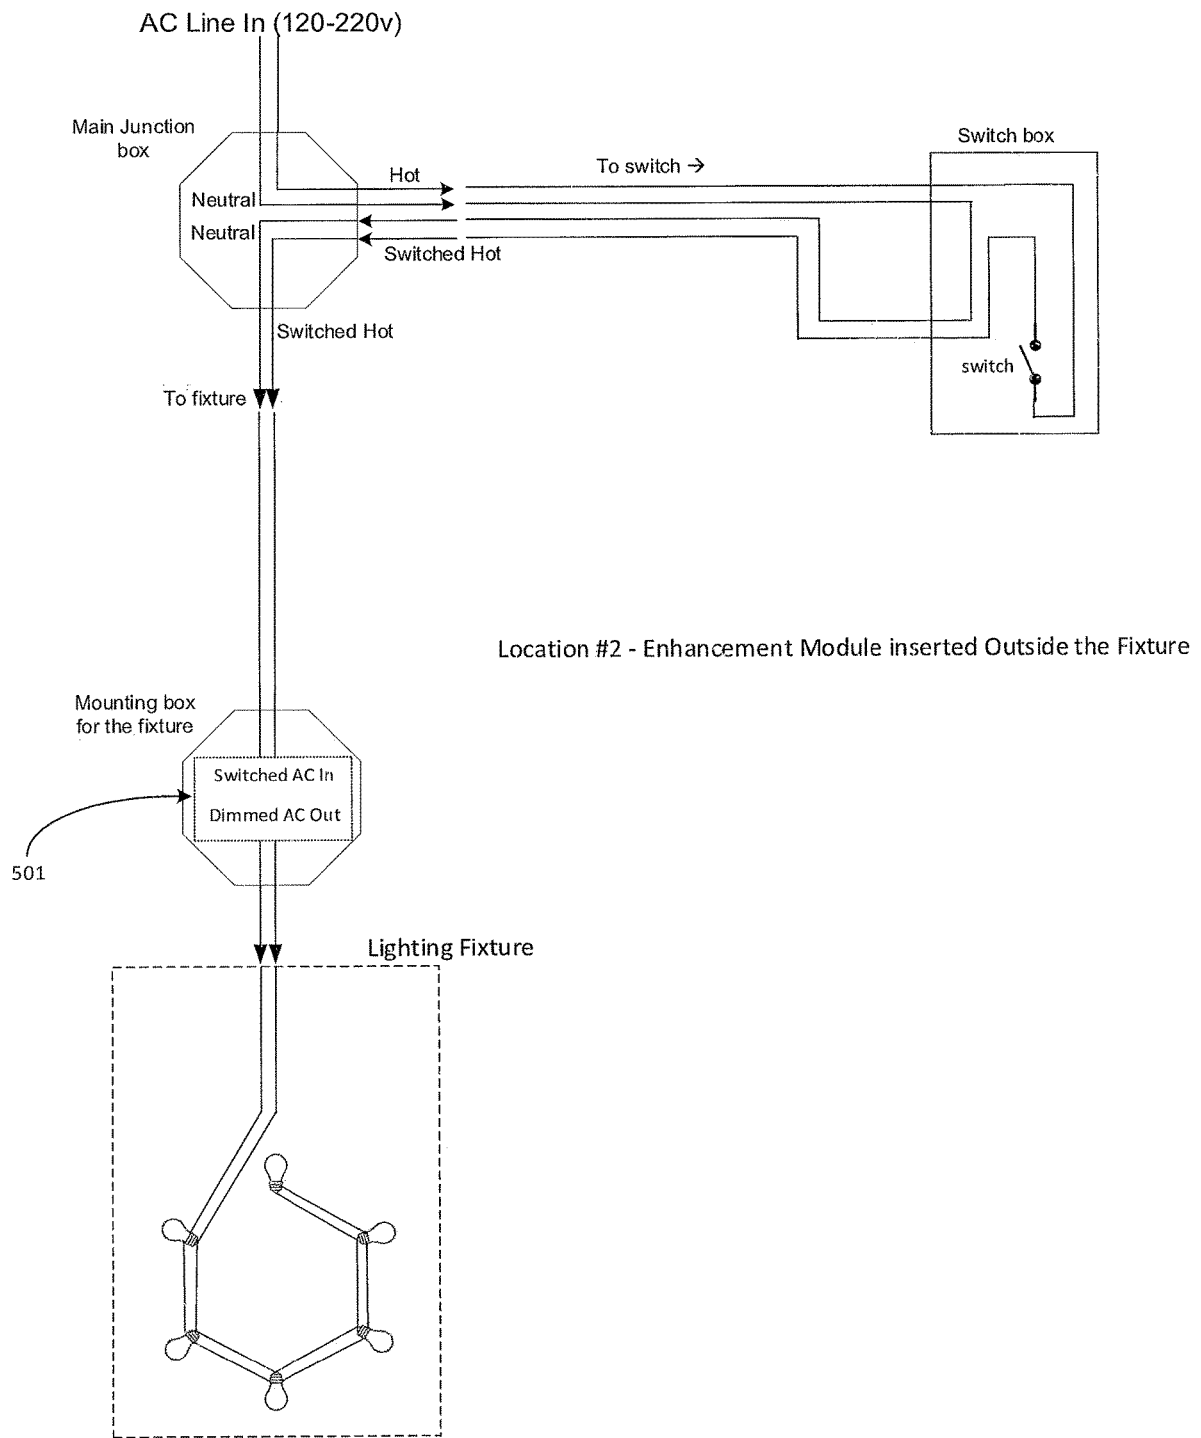 AC Line In (120-220v)
Main Junction
box
Switch box
Hot
To switch →
Neutral
Neutral
Switched Hot
Switched Hot
switch
To fixture
Location #2 - Enhancement Module inserted Outside the Fixture
Mounting box
for the fixture
Switched AC In
Dimmed AC Out
501
Lighting Fixture